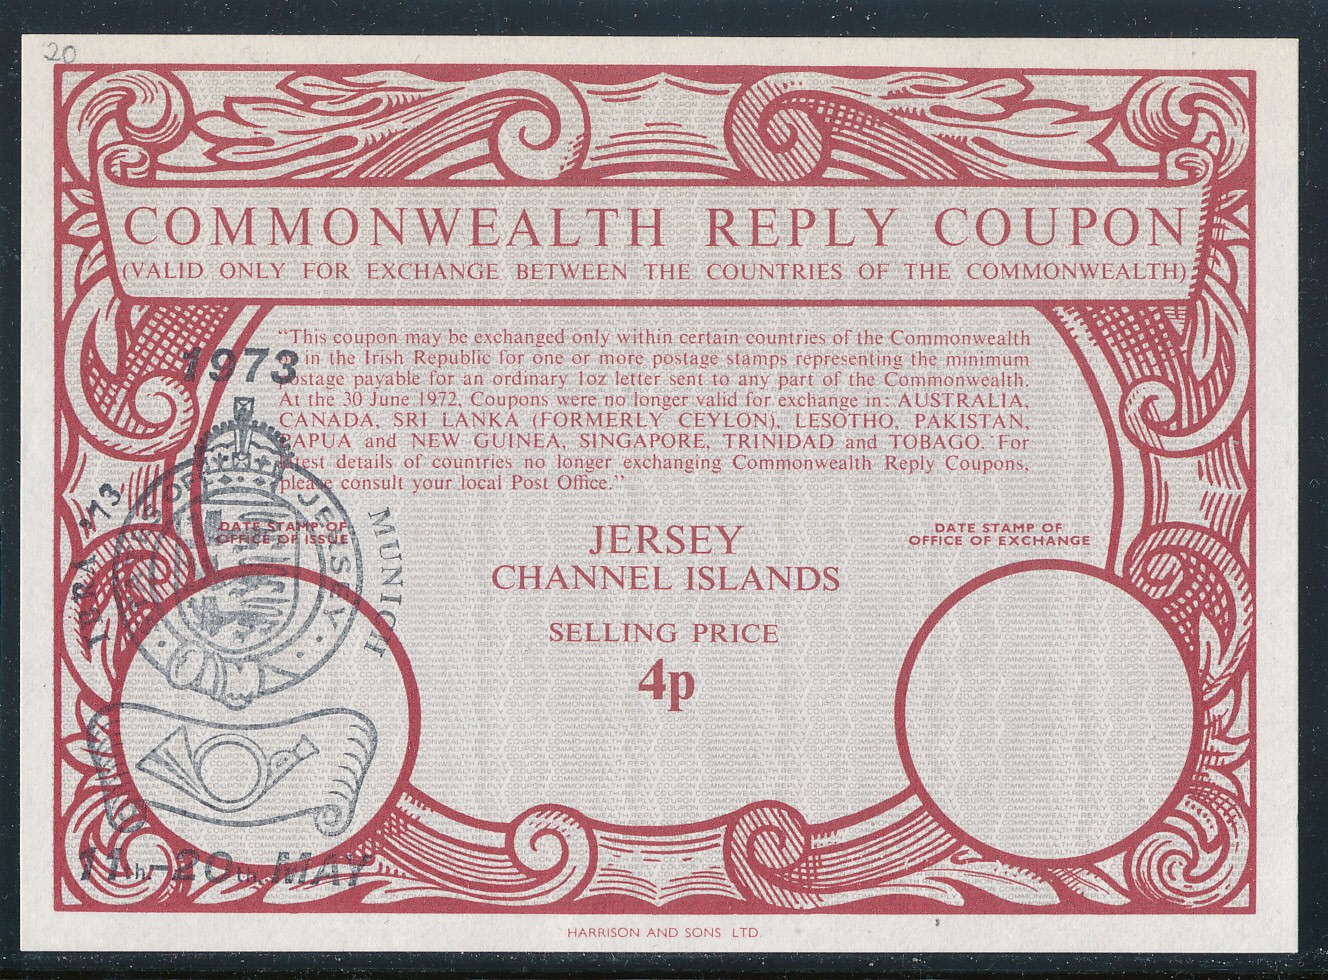 20
COMMONWEALTH REPLY COUPON
(VALID ONLY FOR EXCHANGE BETWEEN THE COUNTRIES OF THE COMMONWEALTH)
"This coupon may be exchanged only within certain countries of the Commonwealth
in the Irish Republic for one or more postage stamps representing the minimum
postage payable for an ordinary 1oz letter sent to any part of the Commonwealth.
At the 30 June 1972, Coupons were no longer valid for exchange in: AUSTRALIA,
CANADA, SRI LANKA (FORMERLY CEYLON), LESOTHO, PAKISTAN,
PAPUA and NEW GUINEA, SINGAPORE, TRINIDAD and TOBAGO. For
latest details of countries no longer exchanging Commonwealth Reply Coupons,
please consult your local Post Office."
1973
JERSEY
IBRA '73
MUNICH
DATE STAMP OF
OFFICE OF ISSUE
JERSEY
CHANNEL ISLANDS
SELLING PRICE
4p
DATE STAMP OF
OFFICE OF EXCHANGE
11th-20th MAY
HARRISON AND SONS LTD.